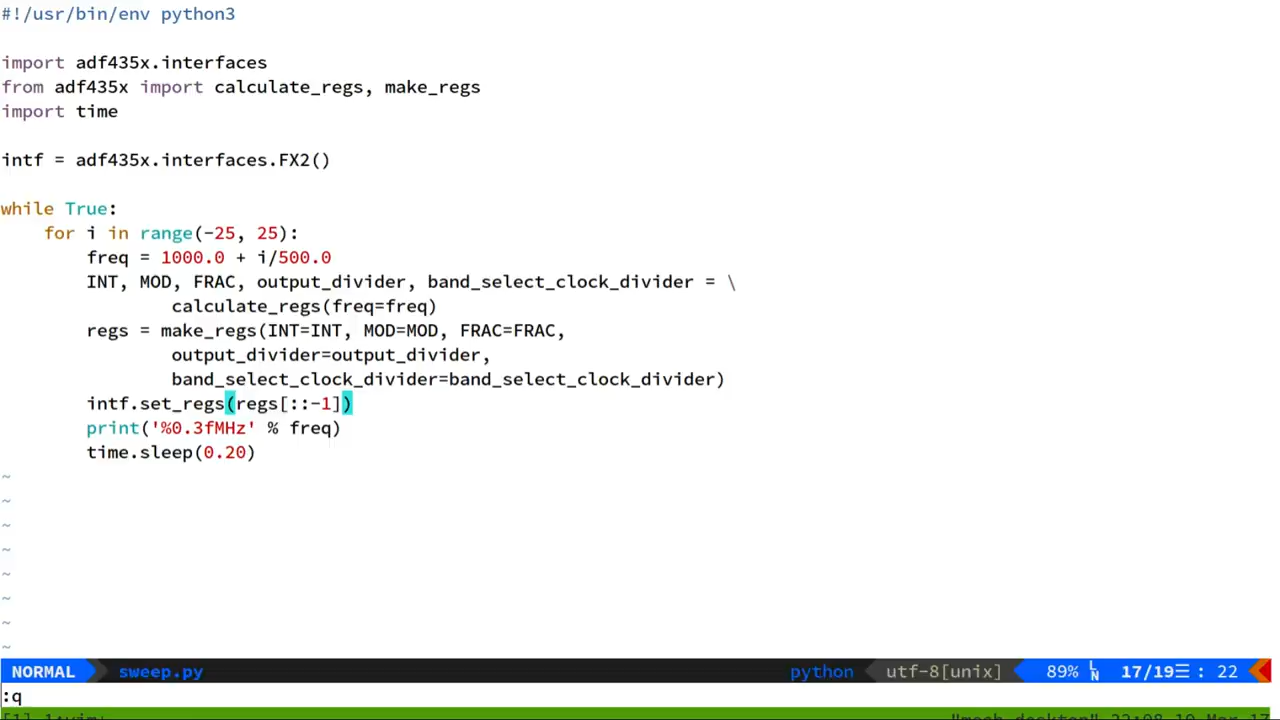 #!/usr/bin/env python3
import adf435x.interfaces
from adf435x import calculate_regs, make_regs
import time
intf = adf435x.interfaces.FX2()
while True:
    for i in range(-25, 25):
        freq = 1000.0 + i/500.0
        INT, MOD, FRAC, output_divider, band_select_clock_divider = \
                calculate_regs(freq=freq)
        regs = make_regs(INT=INT, MOD=MOD, FRAC=FRAC,
                output_divider=output_divider,
                band_select_clock_divider=band_select_clock_divider)
        intf.set_regs(regs[::-1])
        print('%0.3fMHz' % freq)
        time.sleep(0.20)
~
~
~
~
~
~
~
~
NORMAL sweep.py python utf-8[unix] 89% LN 17/19☰ : 22
:q